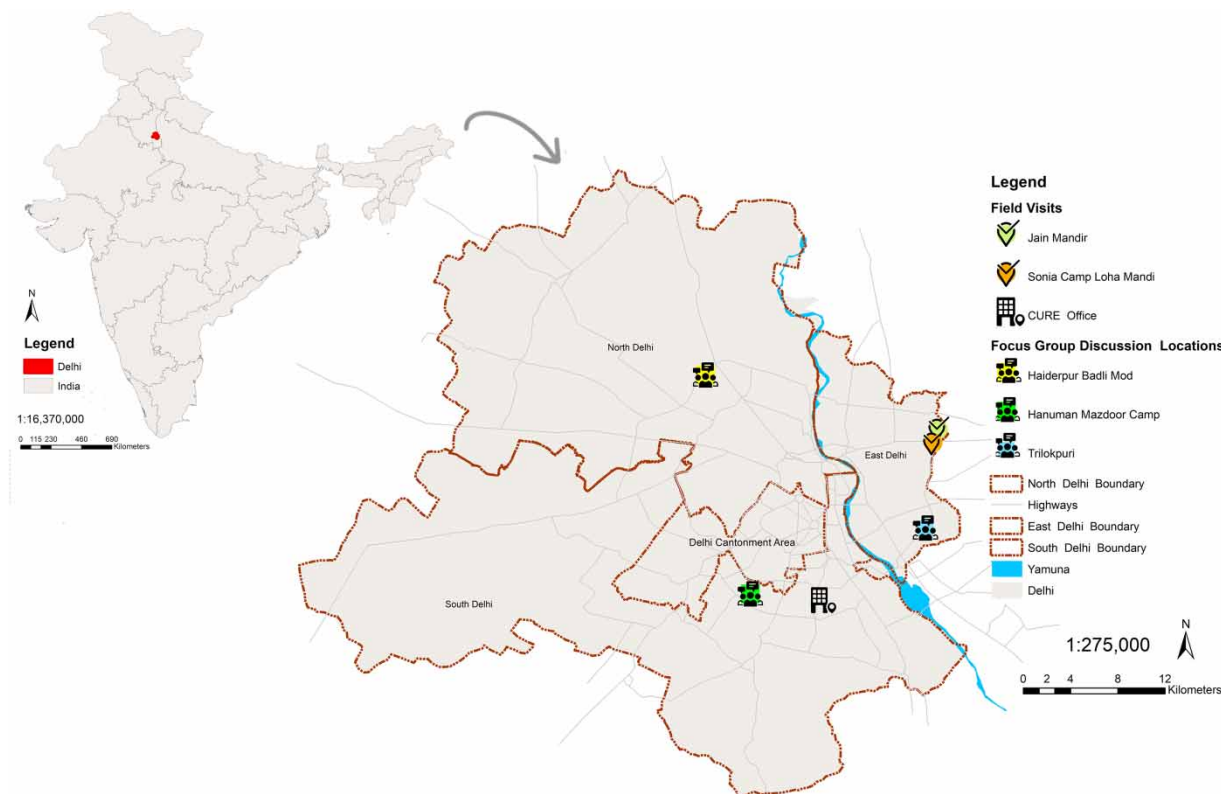 N
Legend
Delhi
India
1:16,370,000
0 115 230 460 690
Kilometers
North Delhi
East Delhi
Delhi Cantonment Area
South Delhi
Legend
Field Visits
Jain Mandir
Sonia Camp Loha Mandi
CURE Office
Focus Group Discussion Locations
Haiderpur Badli Mod
Hanuman Mazdoor Camp
Trilokpuri
North Delhi Boundary
Highways
East Delhi Boundary
South Delhi Boundary
Yamuna
Delhi
1:275,000
N
0 2 4 8 12
Kilometers